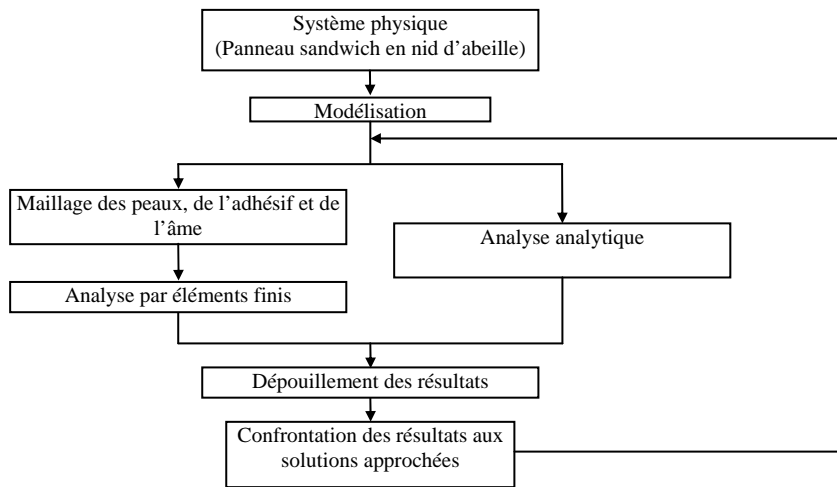 Système physique
(Panneau sandwich en nid d’abeille)
Modélisation
Maillage des peaux, de l’adhésif et de
l’âme
Analyse analytique
Analyse par éléments finis
Dépouillement des résultats
Confrontation des résultats aux
solutions approchées